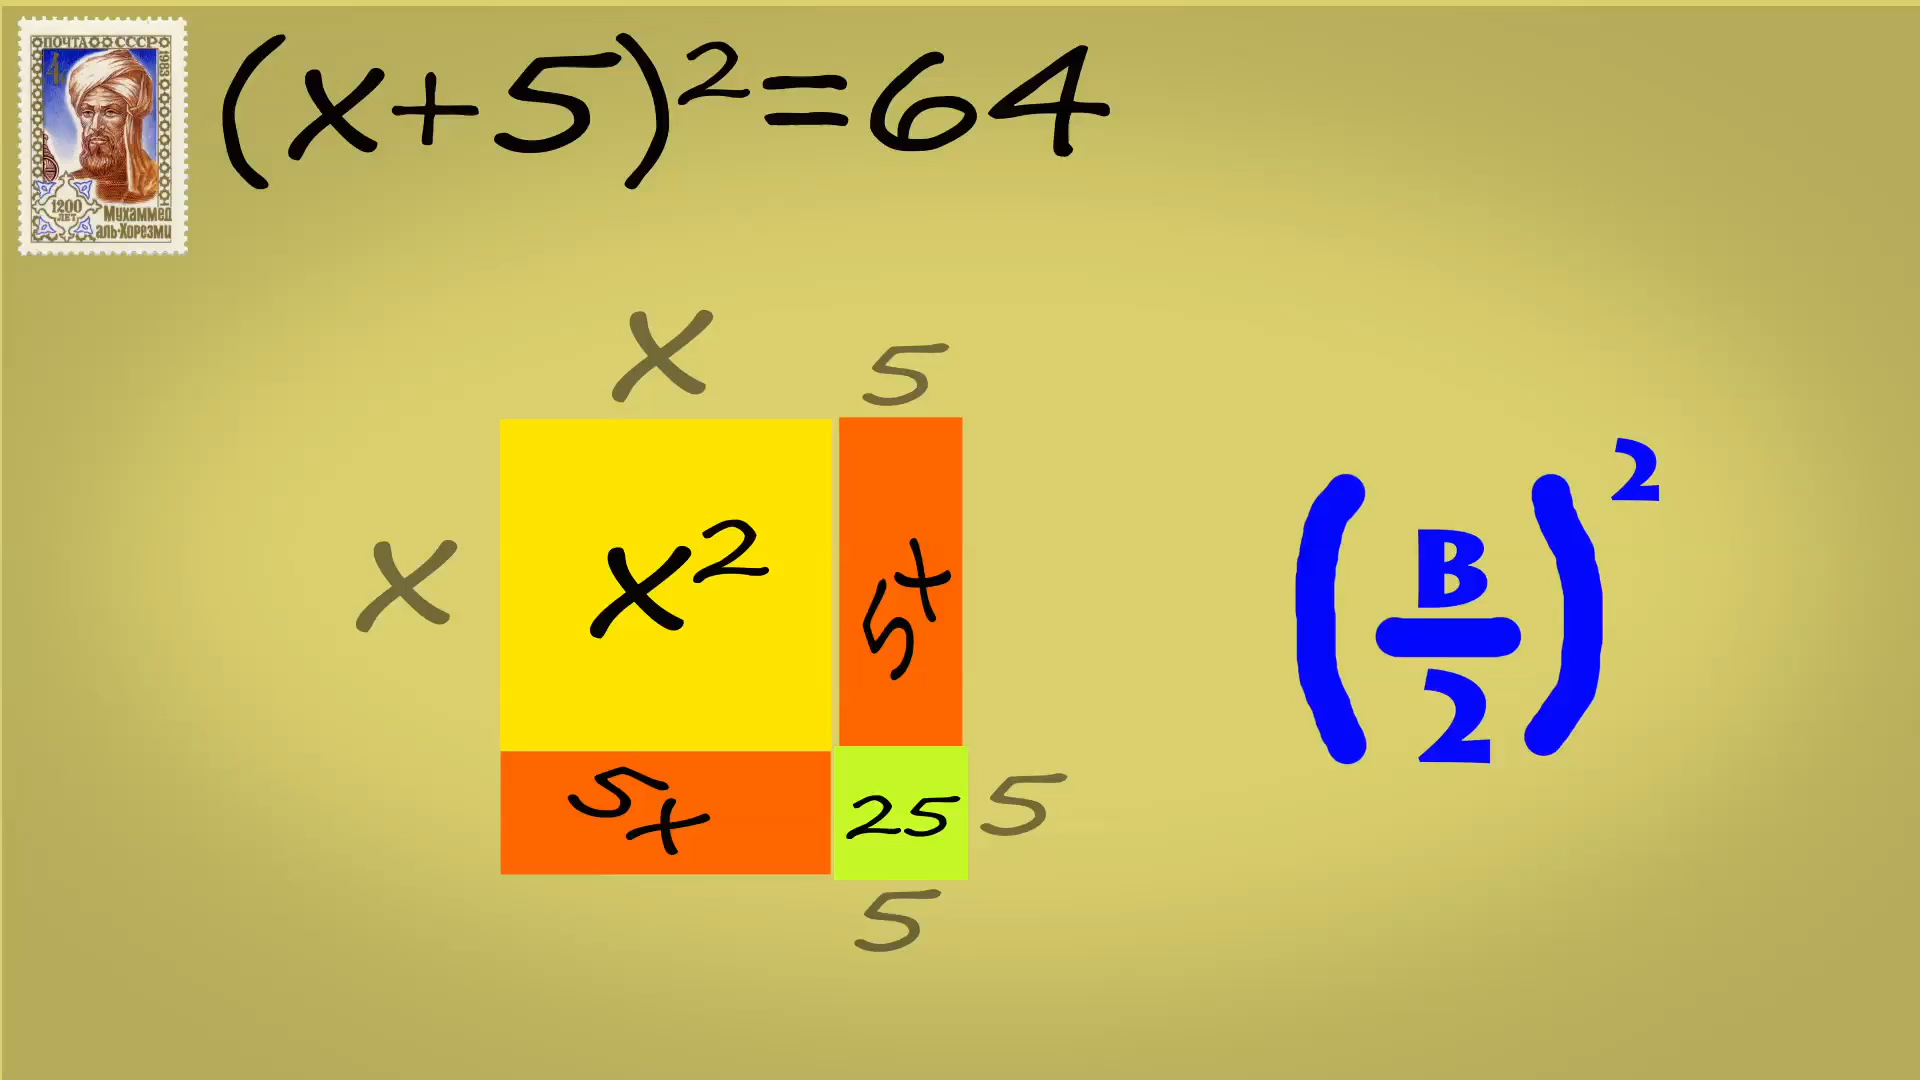 ПОЧТА СССР
1983
4к
1200
ЛЕТ
Мухаммед
аль-Хорезми
(x+5)²=64
x
5
x
x²
5x
5x
25
5
5
(B/2)²